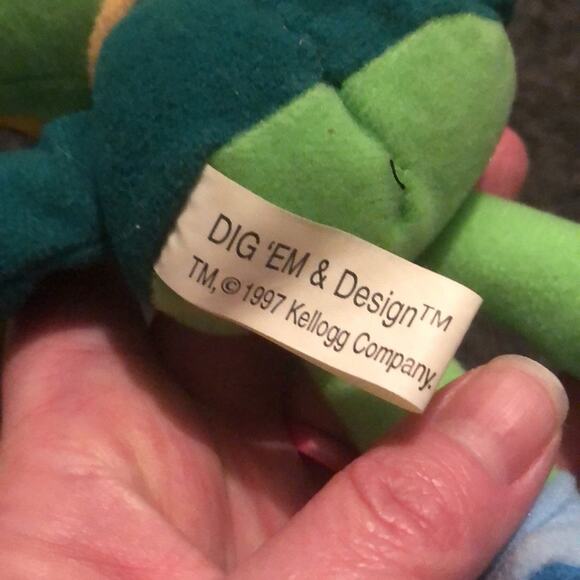 DIG 'EM & Design™
TM, © 1997 Kellogg Company.